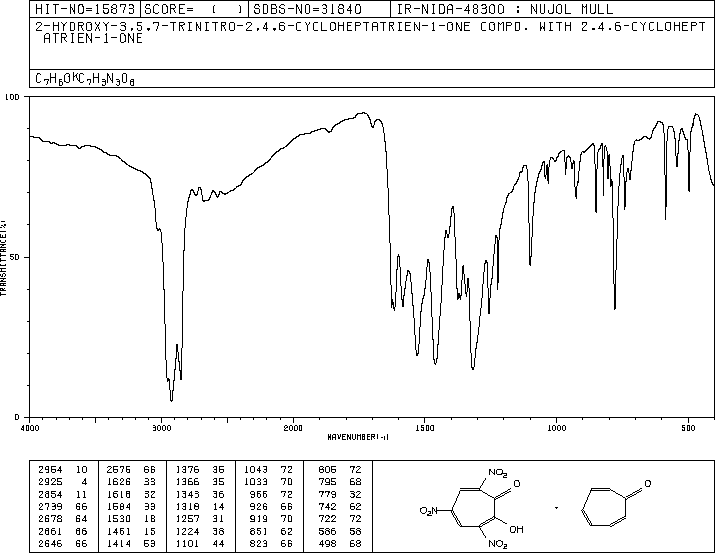 HIT-NO=15873 SCORE= ( ) SDBS-NO=31840 IR-NIDA-48300 : NUJOL MULL
2-HYDROXY-3,5,7-TRINITRO-2,4,6-CYCLOHEPTATRIEN-1-ONE COMPD. WITH 2,4,6-CYCLOHEPT
ATRIEN-1-ONE
TRANSMITTANCE(%)
100
50
0
4000 3000 2000 1500 1000 500
WAVENUMBER(-1)
2954 10 2576 66 1376 35 1043 72 805 72
2925 4 1626 33 1366 35 1033 70 795 68
2854 11 1618 32 1343 36 966 72 779 32
2739 66 1584 33 1318 14 926 66 742 62
2678 64 1530 18 1257 31 919 70 722 72
2661 66 1461 15 1224 38 851 62 586 58
2646 66 1414 53 1101 44 823 66 498 68
NO2
O
O
NO2
OH
NO2